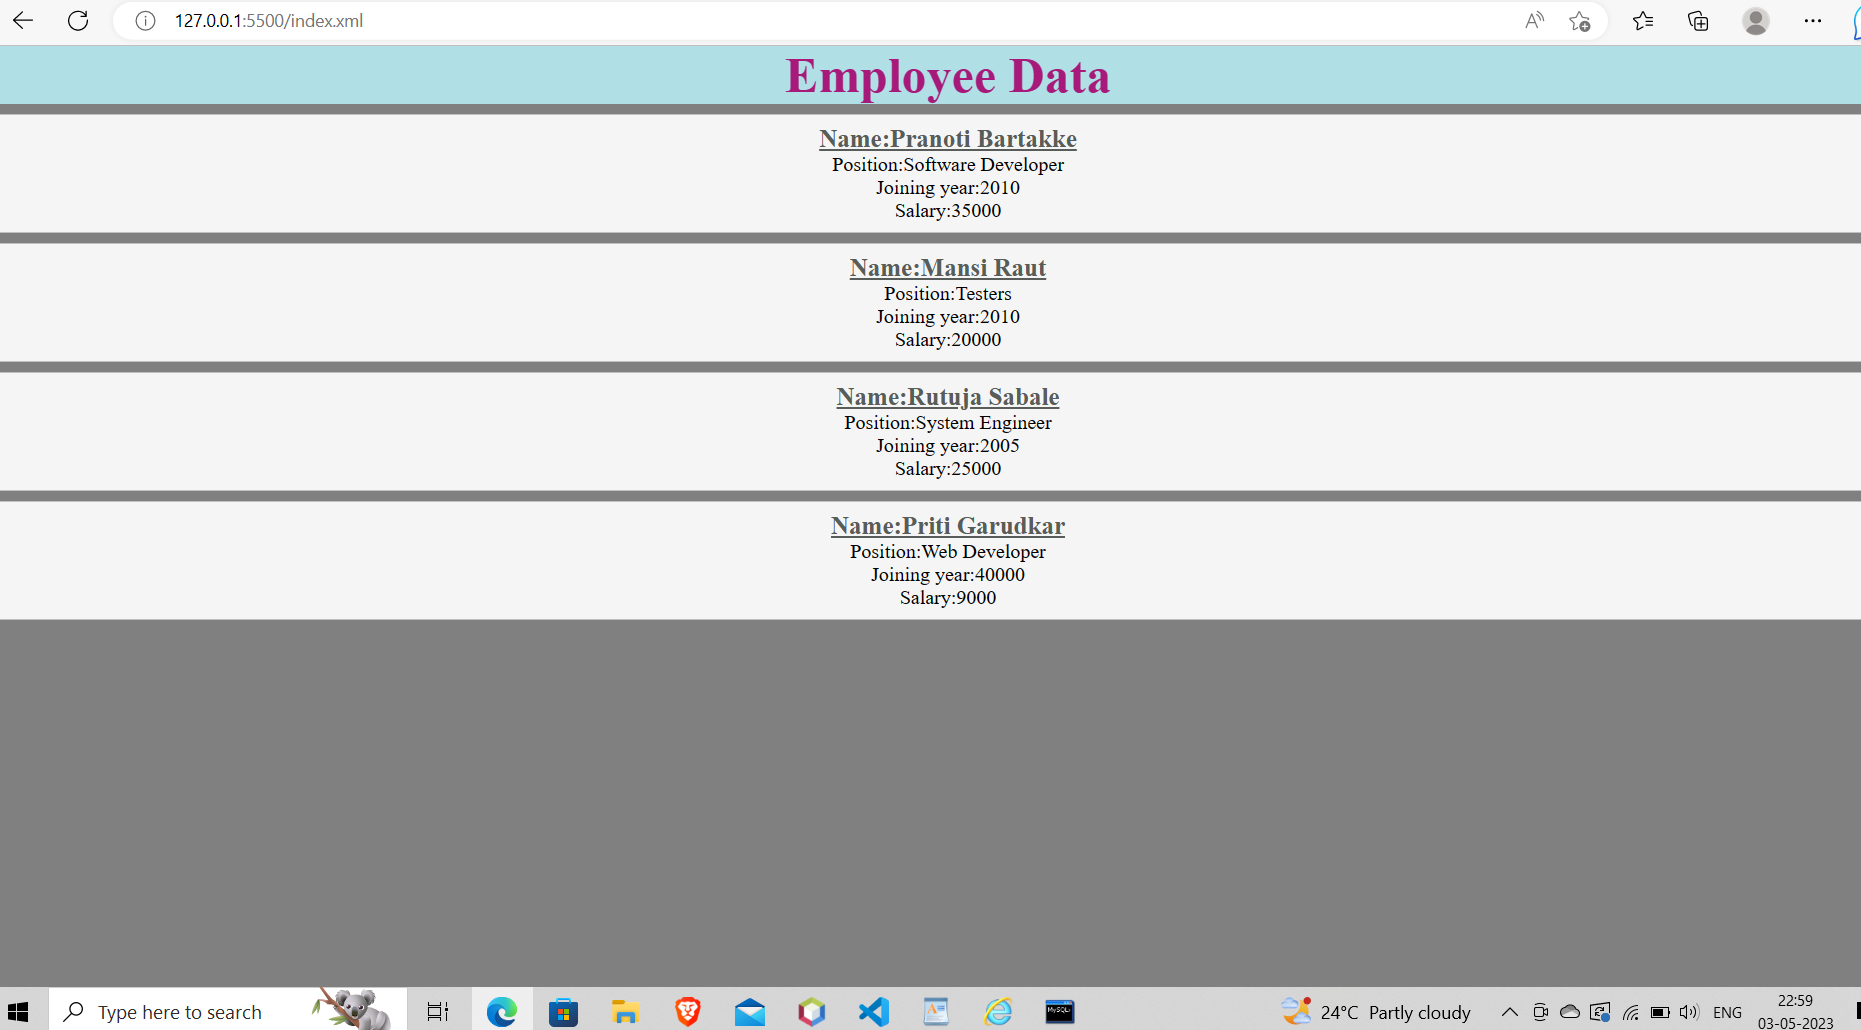 127.0.0.1:5500/index.xml
Employee Data
Name:Pranoti Bartakke
Position:Software Developer
Joining year:2010
Salary:35000
Name:Mansi Raut
Position:Testers
Joining year:2010
Salary:20000
Name:Rutuja Sabale
Position:System Engineer
Joining year:2005
Salary:25000
Name:Priti Garudkar
Position:Web Developer
Joining year:40000
Salary:9000
Type here to search
24°C Partly cloudy
ENG
22:59
03-05-2023